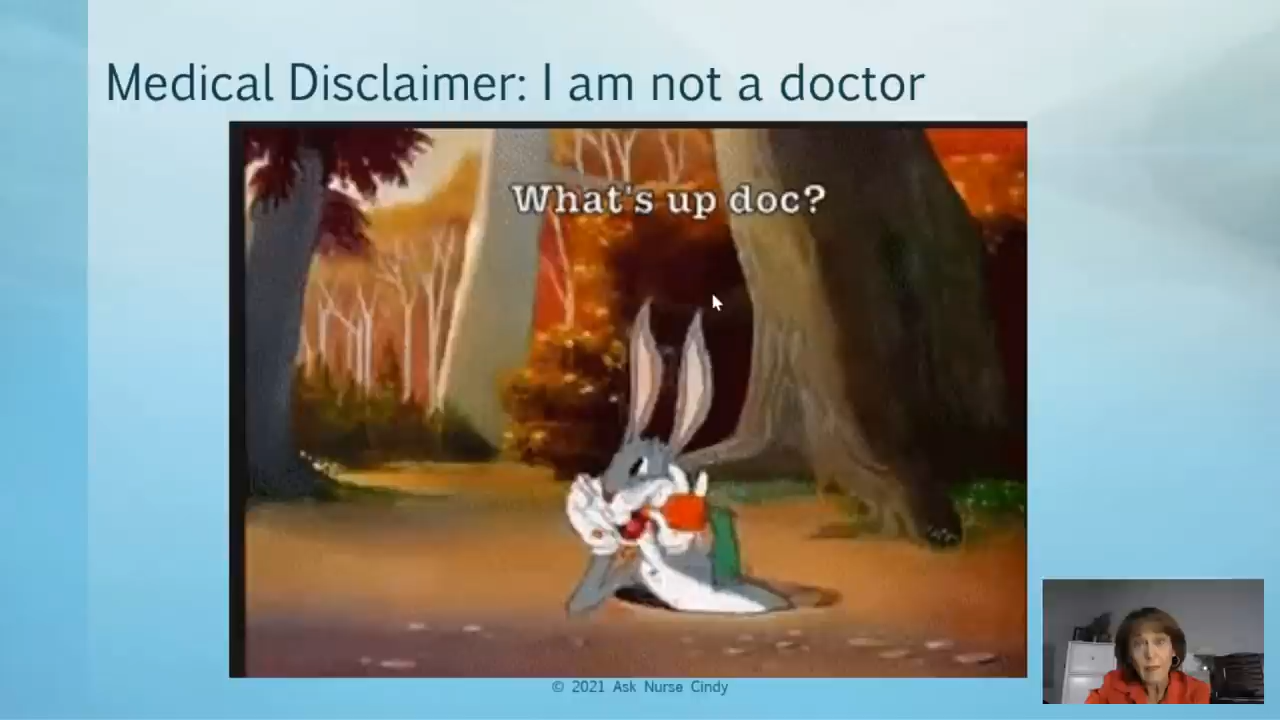 Medical Disclaimer: I am not a doctor
What's up doc?
© 2021 Ask Nurse Cindy